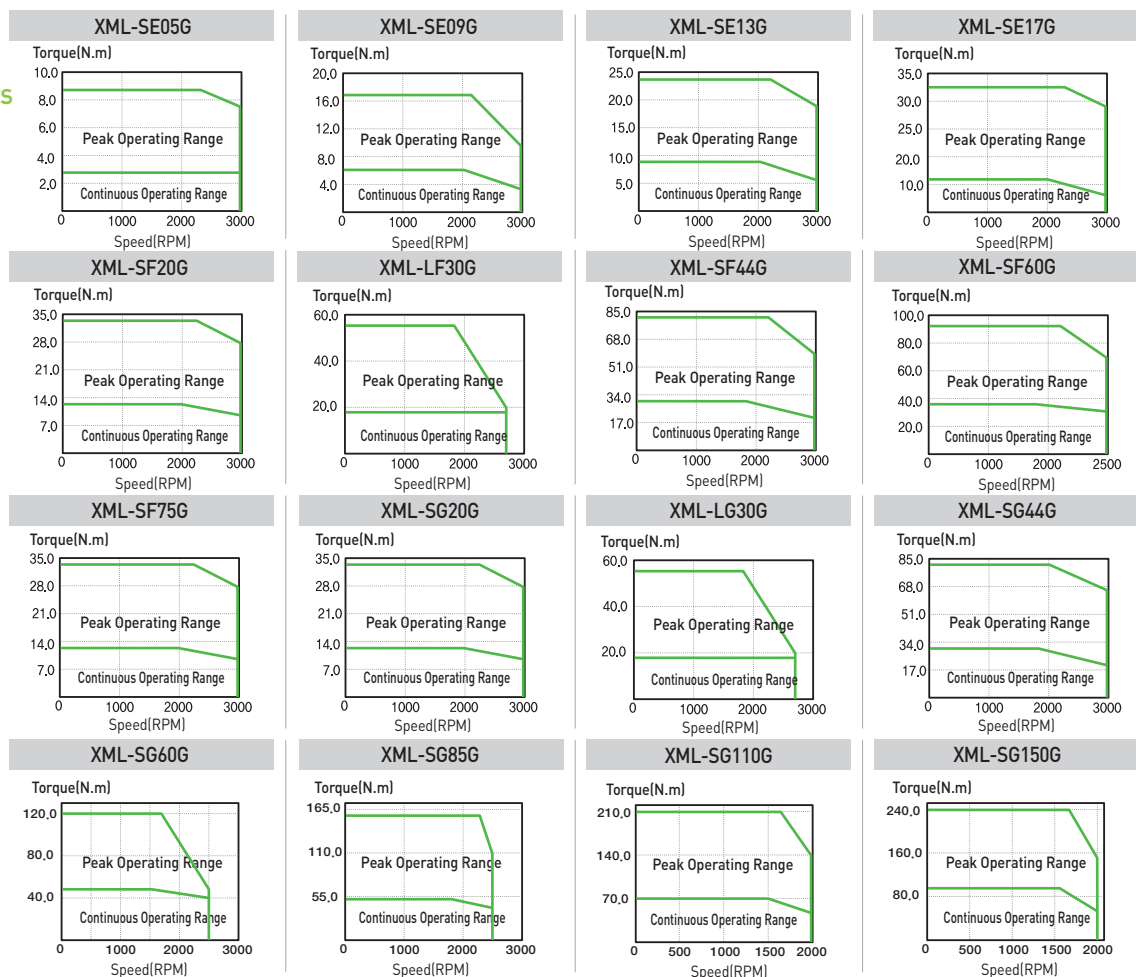 S
XML-SE05G
Torque(N.m)
10.0
8.0
6.0
4.0
2.0
Peak Operating Range
Continuous Operating Range
0 1000 2000 3000
Speed(RPM)
XML-SE09G
Torque(N.m)
20.0
16.0
12.0
8.0
4.0
Peak Operating Range
Continuous Operating Range
0 1000 2000 3000
Speed(RPM)
XML-SE13G
Torque(N.m)
25.0
20.0
15.0
10.0
5.0
Peak Operating Range
Continuous Operating Range
0 1000 2000 3000
Speed(RPM)
XML-SE17G
Torque(N.m)
35.0
30.0
25.0
20.0
10.0
Peak Operating Range
Continuous Operating Range
0 1000 2000 3000
Speed(RPM)
XML-SF20G
Torque(N.m)
35.0
28.0
21.0
14.0
7.0
Peak Operating Range
Continuous Operating Range
0 1000 2000 3000
Speed(RPM)
XML-LF30G
Torque(N.m)
60.0
40.0
20.0
Peak Operating Range
Continuous Operating Range
0 1000 2000 3000
Speed(RPM)
XML-SF44G
Torque(N.m)
85.0
68.0
51.0
34.0
17.0
Peak Operating Range
Continuous Operating Range
0 1000 2000 3000
Speed(RPM)
XML-SF60G
Torque(N.m)
100.0
80.0
60.0
40.0
20.0
Peak Operating Range
Continuous Operating Range
0 1000 2000 2500
Speed(RPM)
XML-SF75G
Torque(N.m)
35.0
28.0
21.0
14.0
7.0
Peak Operating Range
Continuous Operating Range
0 1000 2000 3000
Speed(RPM)
XML-SG20G
Torque(N.m)
35.0
28.0
21.0
14.0
7.0
Peak Operating Range
Continuous Operating Range
0 1000 2000 3000
Speed(RPM)
XML-LG30G
Torque(N.m)
60.0
40.0
20.0
Peak Operating Range
Continuous Operating Range
0 1000 2000 3000
Speed(RPM)
XML-SG44G
Torque(N.m)
85.0
68.0
51.0
34.0
17.0
Peak Operating Range
Continuous Operating Range
0 1000 2000 3000
Speed(RPM)
XML-SG60G
Torque(N.m)
120.0
80.0
40.0
Peak Operating Range
Continuous Operating Range
0 1000 2000 3000
Speed(RPM)
XML-SG85G
Torque(N.m)
165.0
110.0
55.0
Peak Operating Range
Continuous Operating Range
0 1000 2000 3000
Speed(RPM)
XML-SG110G
Torque(N.m)
210.0
140.0
70.0
Peak Operating Range
Continuous Operating Range
0 500 1000 1500 2000
Speed(RPM)
XML-SG150G
Torque(N.m)
240.0
160.0
80.0
Peak Operating Range
Continuous Operating Range
0 500 1000 1500 2000
Speed(RPM)